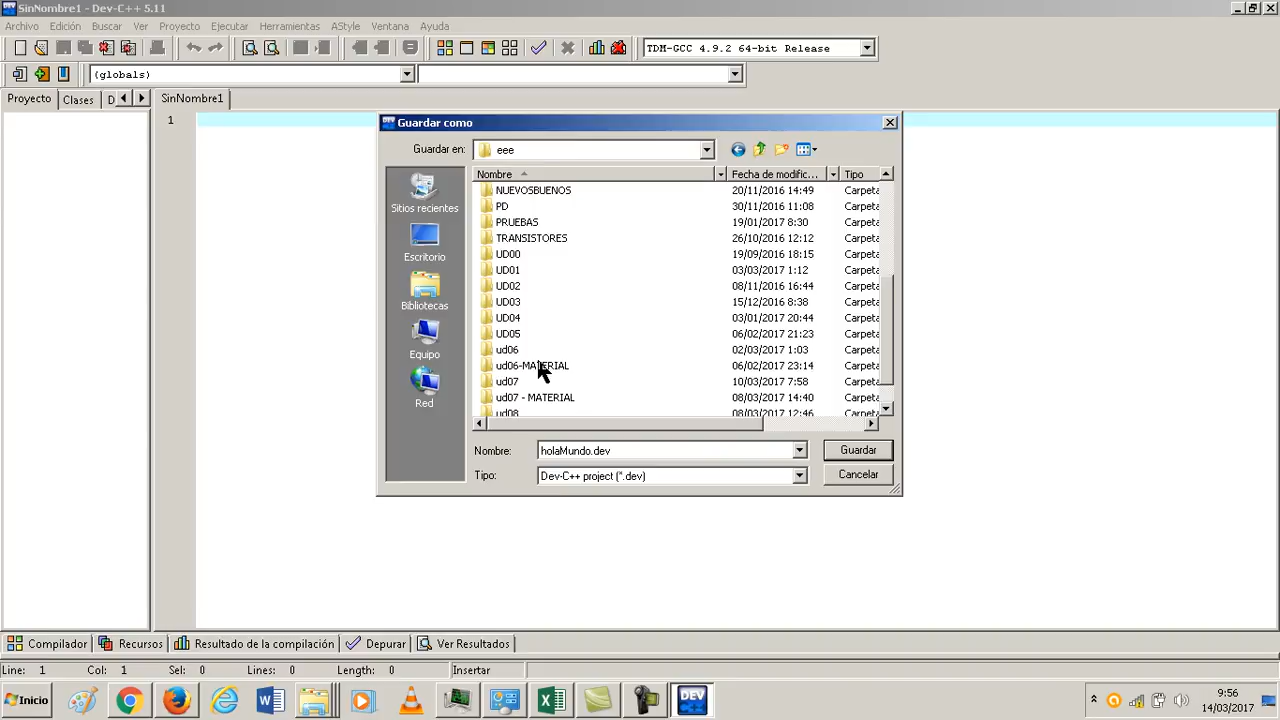 SinNombre1 - Dev-C++ 5.11
Archivo Edición Buscar Ver Proyecto Ejecutar Herramientas AStyle Ventana Ayuda
TDM-GCC 4.9.2 64-bit Release
(globals)
Proyecto Clases D SinNombre1
1
Guardar como
Guardar en: eee
Nombre Fecha de modific... Tipo
NUEVOSBUENOS 20/11/2016 14:49 Carpeta
PD 30/11/2016 11:08 Carpeta
PRUEBAS 19/01/2017 8:30 Carpeta
TRANSISTORES 26/10/2016 12:12 Carpeta
UD00 19/09/2016 18:15 Carpeta
UD01 03/03/2017 1:12 Carpeta
UD02 08/11/2016 16:44 Carpeta
UD03 15/12/2016 8:38 Carpeta
UD04 03/01/2017 20:44 Carpeta
UD05 06/02/2017 21:23 Carpeta
ud06 02/03/2017 1:03 Carpeta
ud06-MATERIAL 06/02/2017 23:14 Carpeta
ud07 10/03/2017 7:58 Carpeta
ud07 - MATERIAL 08/03/2017 14:40 Carpeta
ud08 08/03/2017 12:46 Carpeta
Sitios recientes
Escritorio
Bibliotecas
Equipo
Red
Nombre: holaMundo.dev Guardar
Tipo: Dev-C++ project (*.dev) Cancelar
Compilador Recursos Resultado de la compilación Depurar Ver Resultados
Line: 1 Col: 1 Sel: 0 Lines: 0 Length: 0 Insertar
Inicio DEV 9:56
14/03/2017